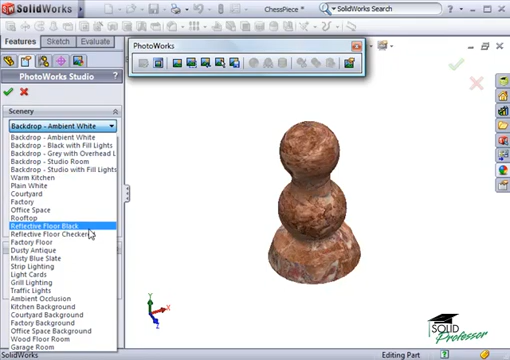 SolidWorks
ChessPiece *
SolidWorks Search
Features
Sketch
Evaluate
PhotoWorks
PhotoWorks Studio
?
Scenery
Backdrop - Ambient White
Backdrop - Ambient White
Backdrop - Black with Fill Lights
Backdrop - Grey with Overhead L
Backdrop - Studio Room
Backdrop - Studio with Fill Lights
Warm Kitchen
Plain White
Courtyard
Factory
Office Space
Rooftop
Reflective Floor Black
Reflective Floor Checker
Factory Floor
Dusty Antique
Misty Blue Slate
Strip Lighting
Light Cards
Grill Lighting
Traffic Lights
Ambient Occlusion
Kitchen Background
Courtyard Background
Factory Background
Office Space Background
Wood Floor Room
Garage Room
Y
X
Z
SOLID
Professor
SolidWorks
Editing Part